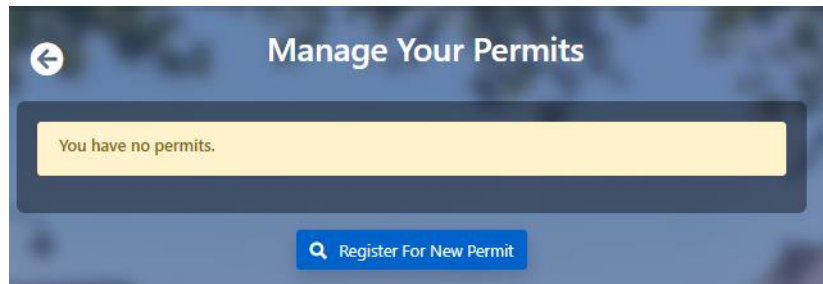 Manage Your Permits
You have no permits.
Register For New Permit